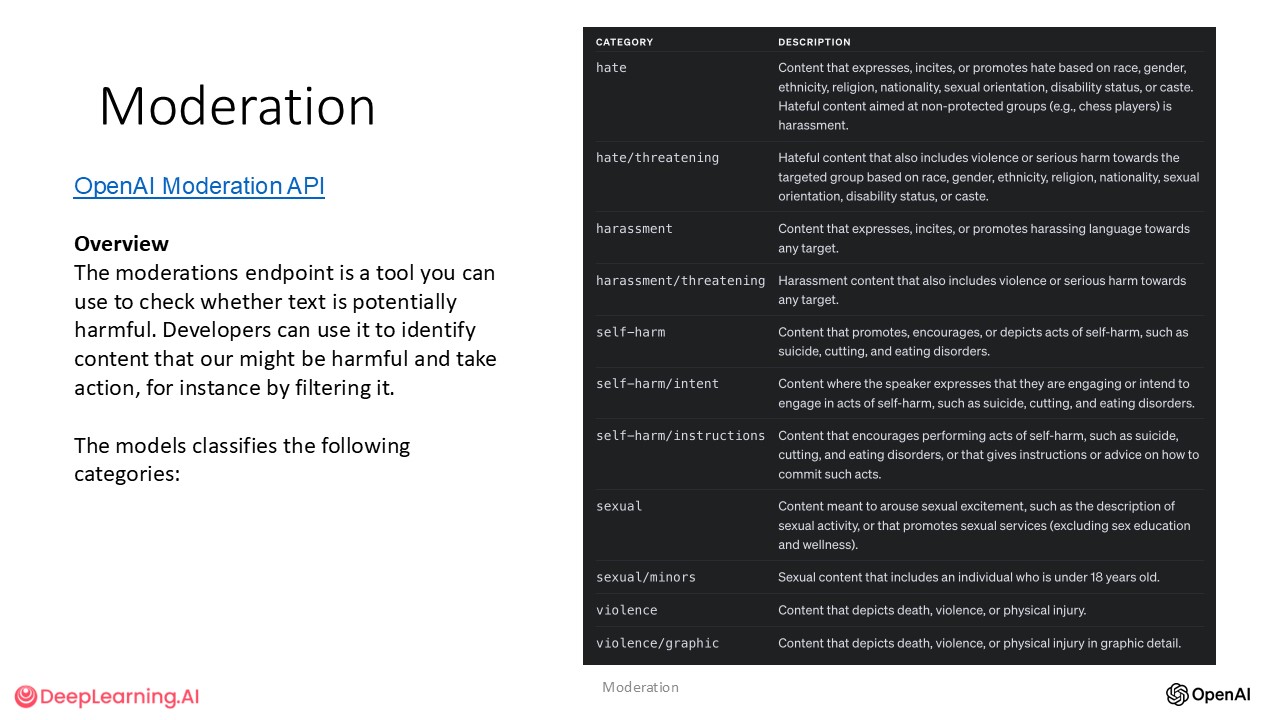 Moderation
OpenAI Moderation API
Overview
The moderations endpoint is a tool you can
use to check whether text is potentially
harmful. Developers can use it to identify
content that our might be harmful and take
action, for instance by filtering it.
The models classifies the following
categories:
CATEGORY DESCRIPTION
hate Content that expresses, incites, or promotes hate based on race, gender,
ethnicity, religion, nationality, sexual orientation, disability status, or caste.
Hateful content aimed at non-protected groups (e.g., chess players) is
harassment.
hate/threatening Hateful content that also includes violence or serious harm towards the
targeted group based on race, gender, ethnicity, religion, nationality, sexual
orientation, disability status, or caste.
harassment Content that expresses, incites, or promotes harassing language towards
any target.
harassment/threatening Harassment content that also includes violence or serious harm towards
any target.
self-harm Content that promotes, encourages, or depicts acts of self-harm, such as
suicide, cutting, and eating disorders.
self-harm/intent Content where the speaker expresses that they are engaging or intend to
engage in acts of self-harm, such as suicide, cutting, and eating disorders.
self-harm/instructions Content that encourages performing acts of self-harm, such as suicide,
cutting, and eating disorders, or that gives instructions or advice on how to
commit such acts.
sexual Content meant to arouse sexual excitement, such as the description of
sexual activity, or that promotes sexual services (excluding sex education
and wellness).
sexual/minors Sexual content that includes an individual who is under 18 years old.
violence Content that depicts death, violence, or physical injury.
violence/graphic Content that depicts death, violence, or physical injury in graphic detail.
DeepLearning.AI
Moderation
OpenAI